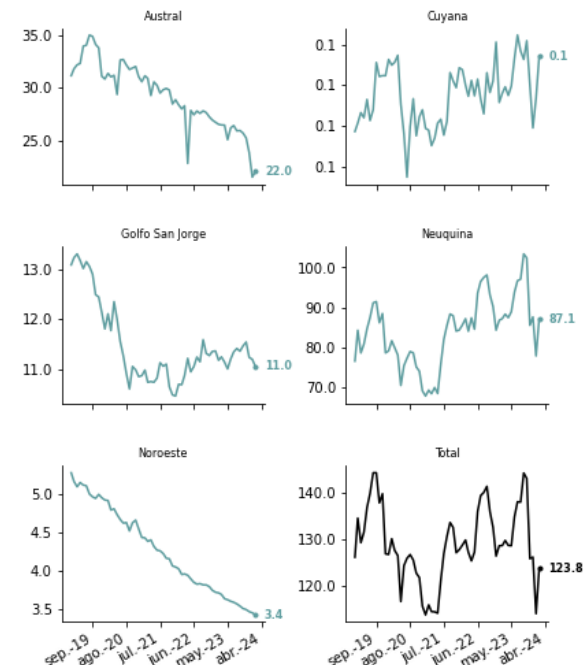 Austral
35.0
30.0
25.0
22.0
Cuyana
0.1
0.1
0.1
0.1
0.1
Golfo San Jorge
13.0
12.0
11.0
11.0
Neuquina
100.0
90.0
80.0
70.0
87.1
Noroeste
5.0
4.5
4.0
3.5
3.4
sep.-19
ago.-20
jul.-21
jun.-22
may.-23
abr.-24
Total
140.0
130.0
120.0
123.8
sep.-19
ago.-20
jul.-21
jun.-22
may.-23
abr.-24